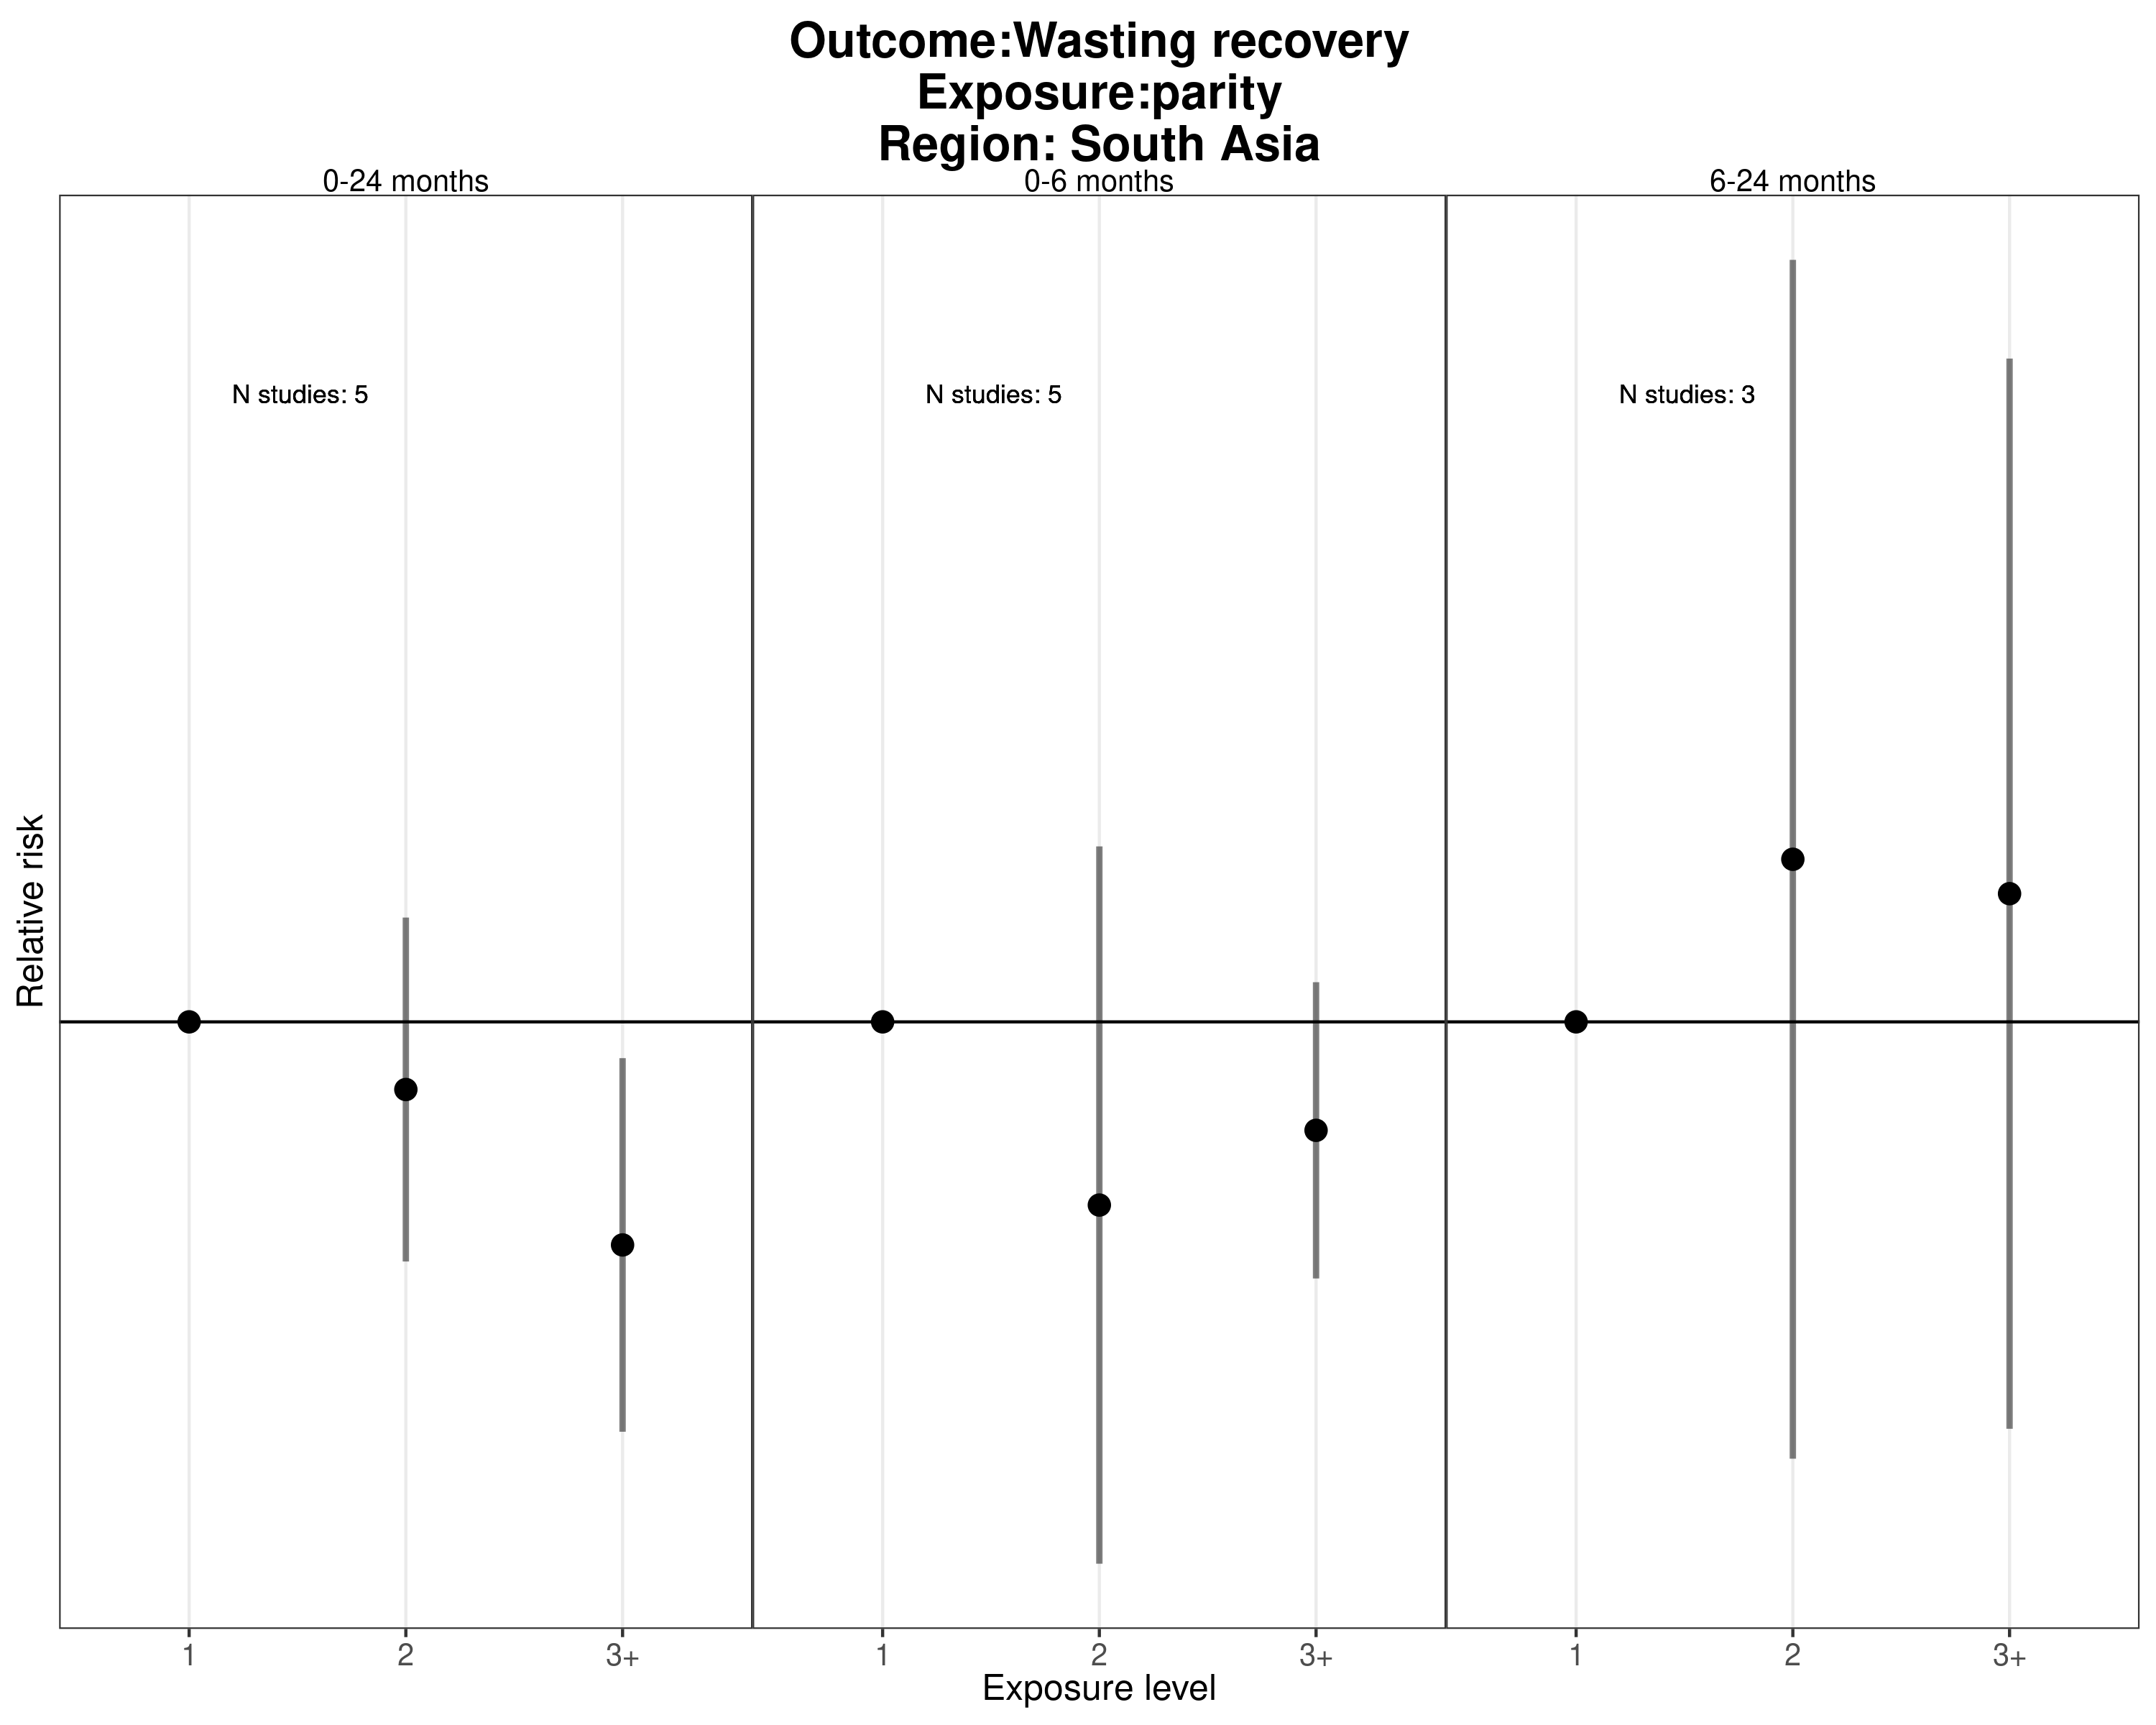 Outcome:Wasting recovery
Exposure:parity
Region: South Asia
0-24 months
0-6 months
6-24 months
N studies: 5
N studies: 5
N studies: 3
Relative risk
1 2 3+
1 2 3+
1 2 3+
Exposure level